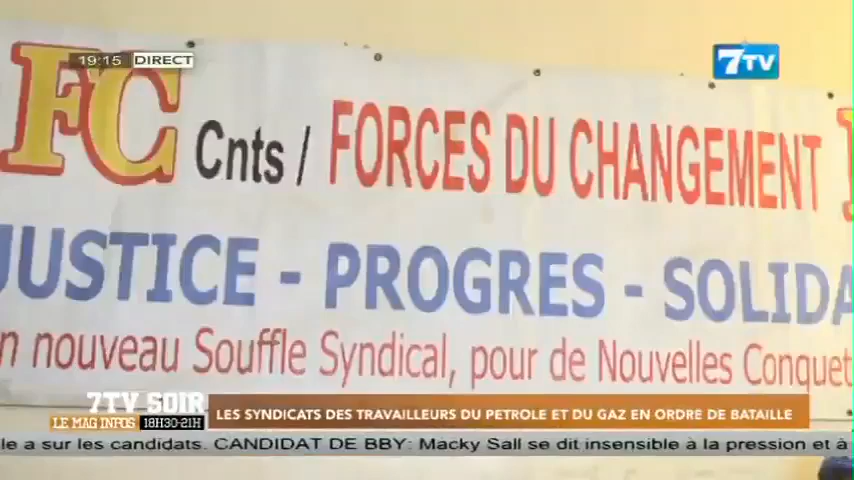 19:15 DIRECT
7TV
FC Cnts / FORCES DU CHANGEMENT
JUSTICE - PROGRES - SOLIDA
n nouveau Souffle Syndical, pour de Nouvelles Conquet
7TV SOIR
LE MAG INFOS 18H30-21H
LES SYNDICATS DES TRAVAILLEURS DU PETROLE ET DU GAZ EN ORDRE DE BATAILLE
le a sur les candidats. CANDIDAT DE BBY: Macky Sall se dit insensible à la pression et à